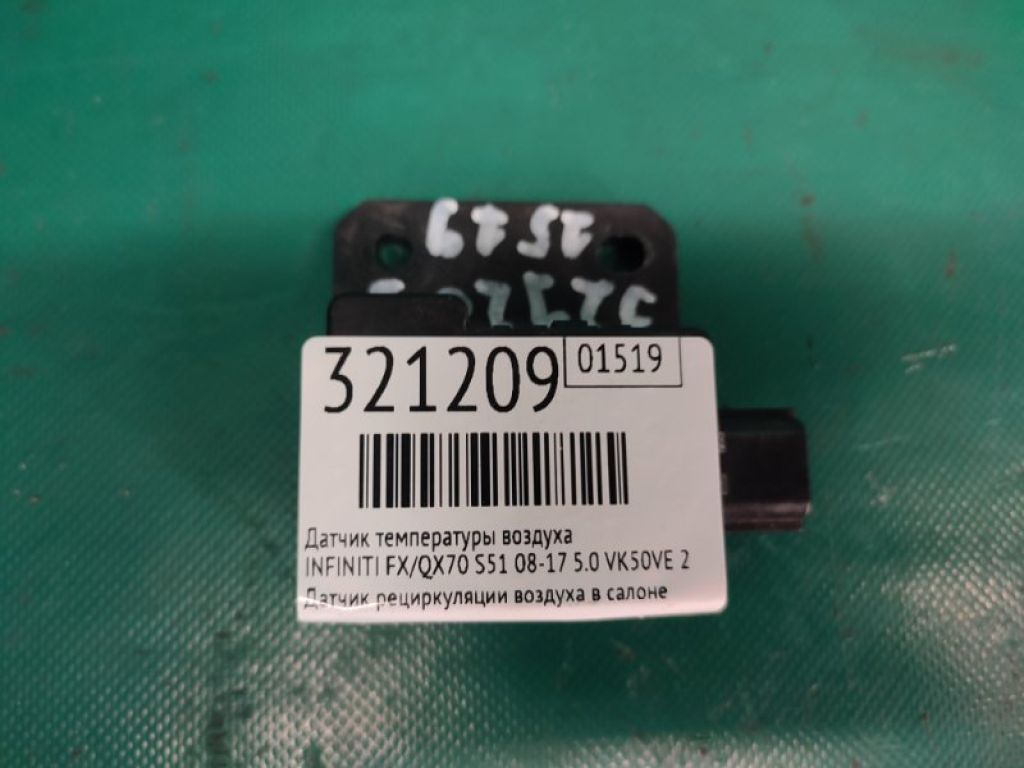 321209
01519
Датчик температуры воздуха
INFINITI FX/QX70 S51 08-17 5.0 VK50VE 2
Датчик рециркуляции воздуха в салоне